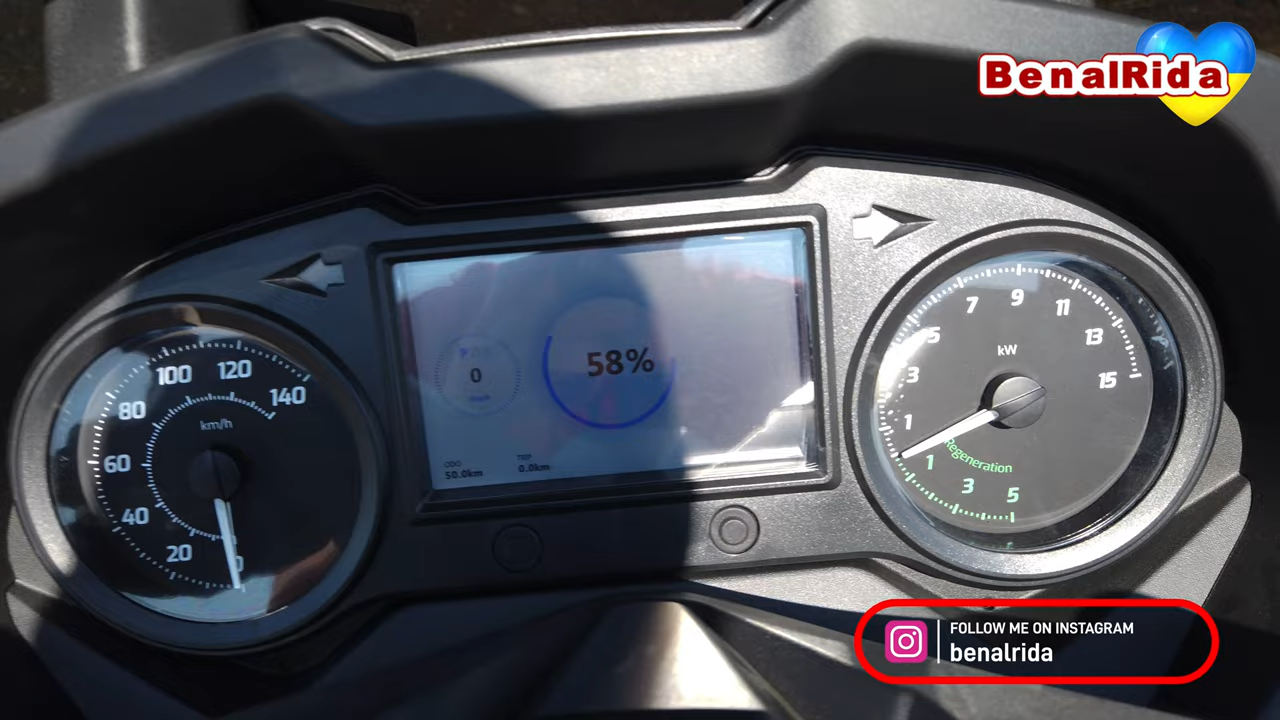 BenalRida
100
120
140
80
km/h
60
40
20
0
P
0
58%
ODO
50.0km
TRIP
0.0km
7
9
11
5
13
kW
3
15
1
Regeneration
1
3
5
FOLLOW ME ON INSTAGRAM
benalrida